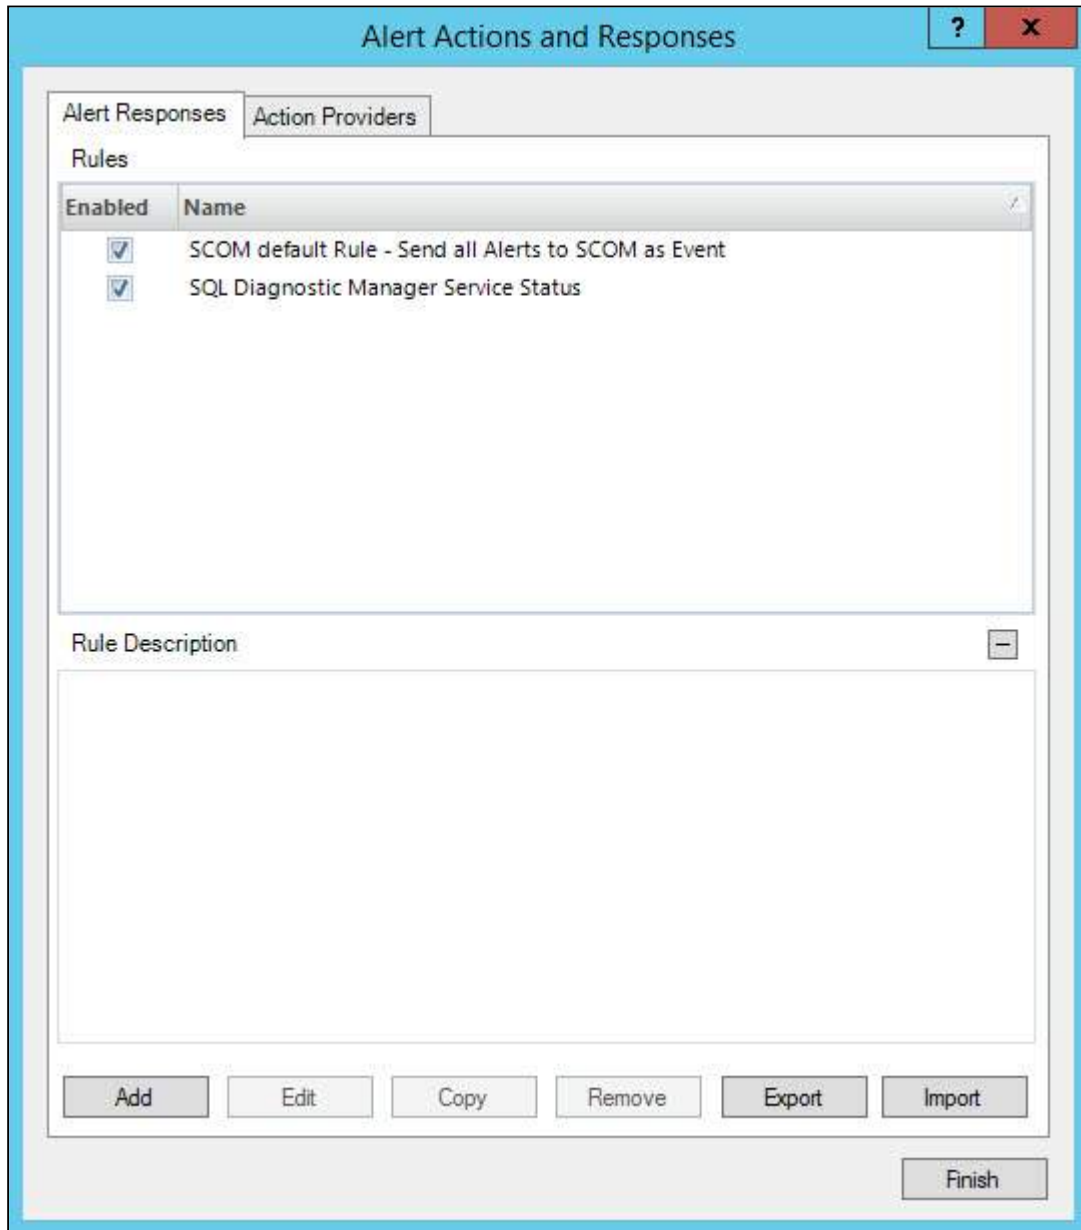 Alert Actions and Responses
? x
Alert Responses Action Providers
Rules
Enabled Name
SCOM default Rule - Send all Alerts to SCOM as Event
SQL Diagnostic Manager Service Status
Rule Description
Add Edit Copy Remove Export Import
Finish